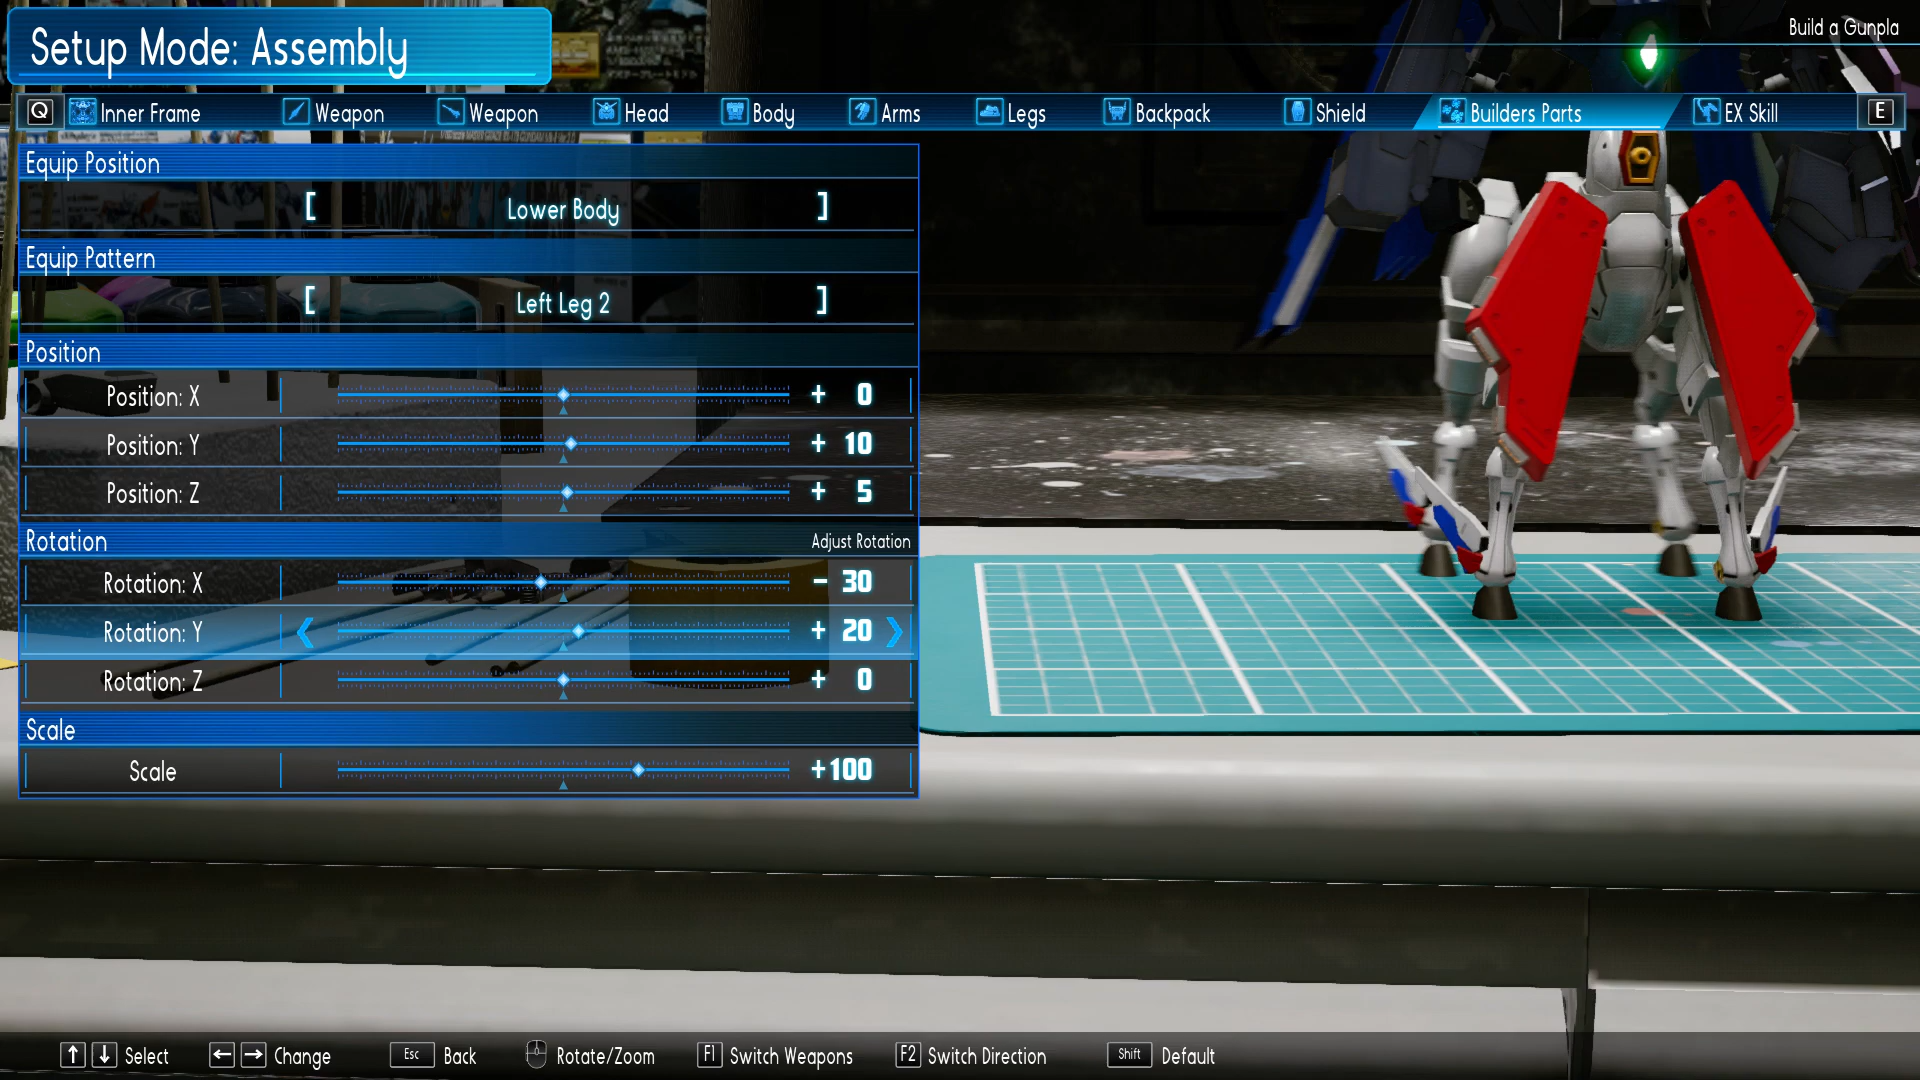 Setup Mode: Assembly
Build a Gunpla
Q Inner Frame Weapon Weapon Head Body Arms Legs Backpack Shield Builders Parts EX Skill E
Equip Position
[ Lower Body ]
Equip Pattern
[ Left Leg 2 ]
Position
Position: X + 0
Position: Y + 10
Position: Z + 5
Rotation Adjust Rotation
Rotation: X - 30
Rotation: Y + 20
Rotation: Z + 0
Scale
Scale +100
↑ ↓ Select ← → Change Esc Back Rotate/Zoom F1 Switch Weapons F2 Switch Direction Shift Default